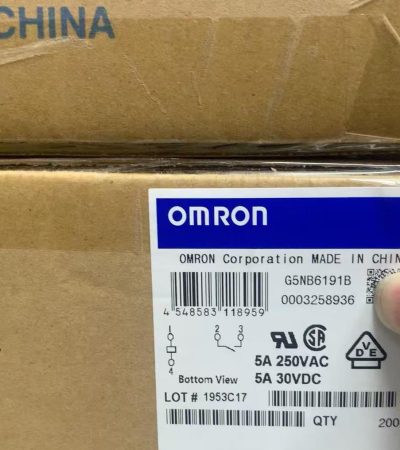 CHINA
OMRON
OMRON Corporation MADE IN CHIN
G5NB6191B
0003258936
4 548583 118959
1 2 3
4
Bottom View
5A 250VAC
5A 30VDC
VDE
LOT # 1953C17
QTY 200